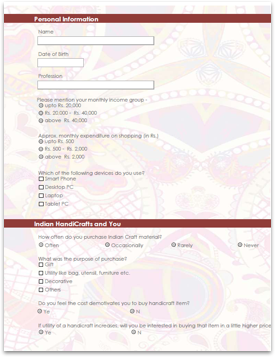 Personal Information
Name
Date of Birth
Profession
Please mention your monthly income group -
upto Rs. 20,000
Rs. 20,000 - Rs. 40,000
above Rs. 40,000
Approx. monthly expenditure on shopping (in Rs.)
upto Rs. 500
Rs. 500 - Rs. 2,000
above Rs. 2,000
Which of the following devices do you use?
Smart Phone
Desktop PC
Laptop
Tablet PC
Indian HandiCrafts and You
How often do you purchase Indian Craft material?
Often Occasionally Rarely Never
What was the purpose of purchase?
Gift
Utility like bag, utensil, furniture etc.
Decorative
Others
Do you feel the cost demotivates you to buy handicraft item?
Ye N
If utility of a handicraft increases, will you be interested in buying that item in a little higher price
Ye N